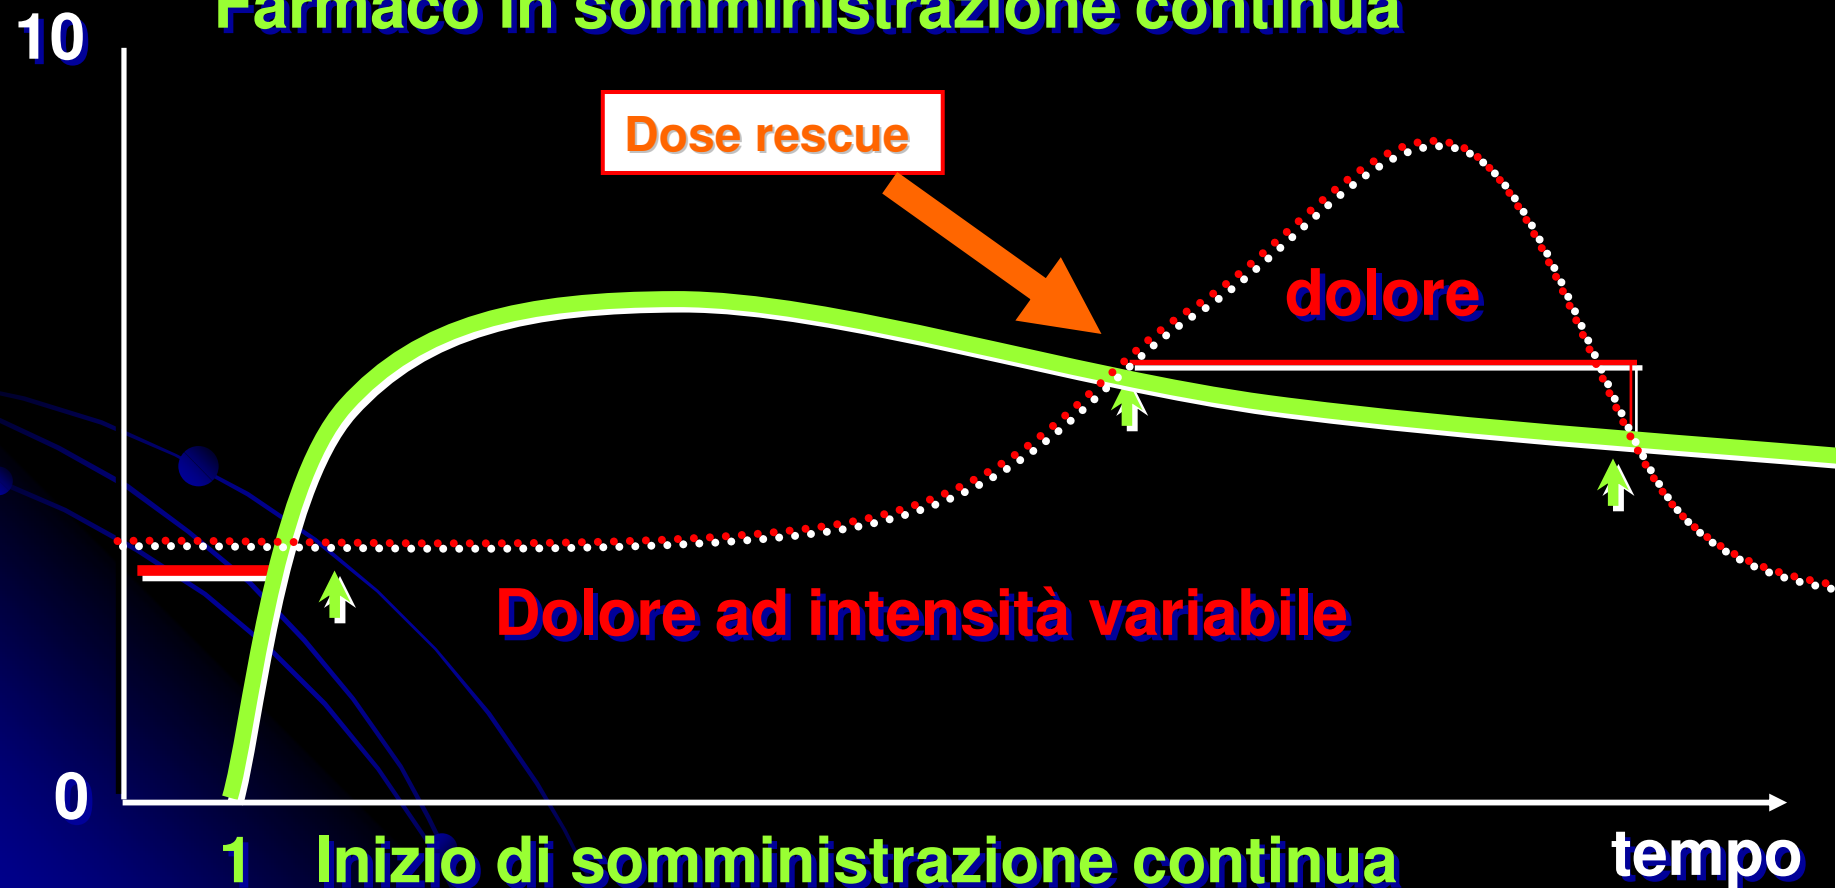 Farmaco in somministrazione continua
10
Dose rescue
dolore
Dolore ad intensità variabile
0
tempo
1 Inizio di somministrazione continua